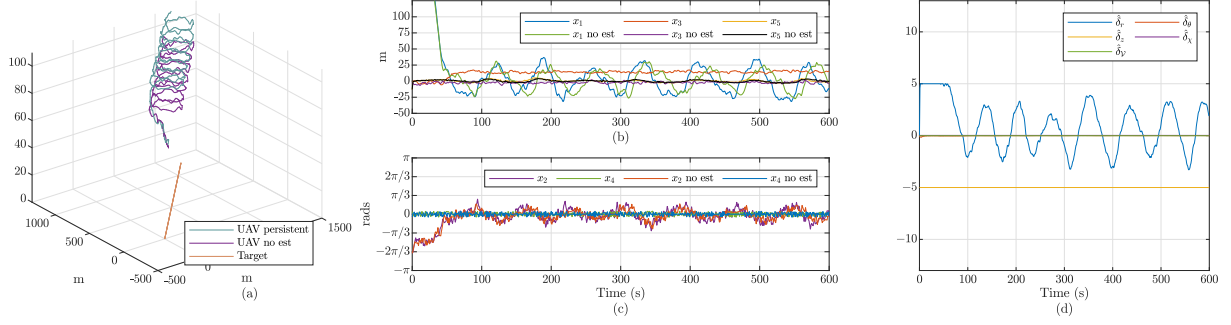 100
80
60
40
20
0
1000
500
0
-500
-500
0
1500
m
m
UAV persistent
UAV no est
Target
(a)
m
100
75
50
25
0
-25
-50
0 100 200 300 400 500 600
x₁ x₃ x₅
x₁ no est x₃ no est x₅ no est
(b)
rads
π
2π/3
π/3
0
−π/3
−2π/3
−π
0 100 200 300 400 500 600
x₂ x₄ x₂ no est x₄ no est
Time (s)
(c)
10
5
0
-5
-10
0 100 200 300 400 500 600
δ̂ᵣ δ̂_θ
δ̂_z δ̂_χ
δ̂_𝒱
Time (s)
(d)